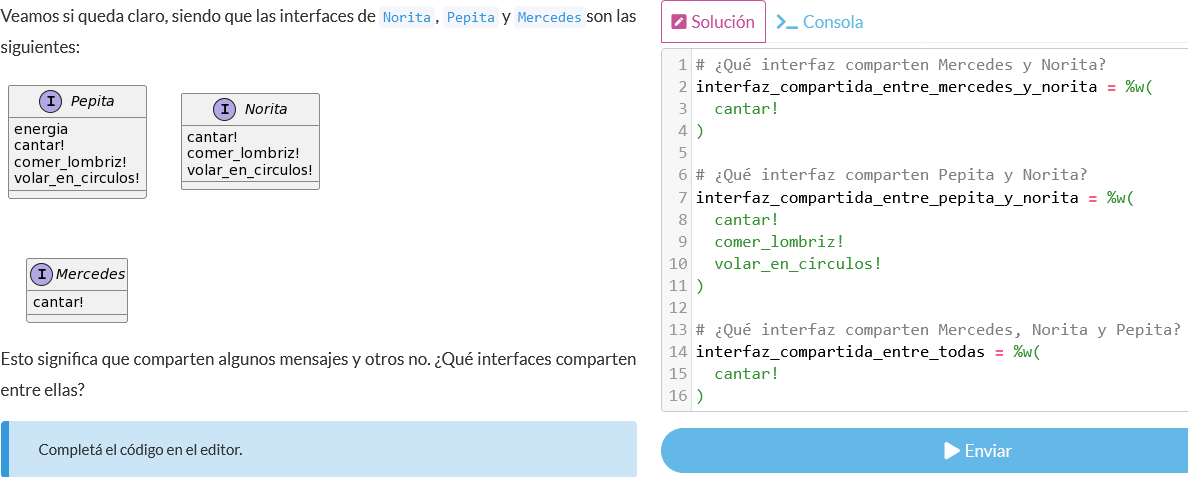 Veamos si queda claro, siendo que las interfaces de Norita, Pepita y Mercedes son las
siguientes:
I Pepita
energia
cantar!
comer_lombriz!
volar_en_circulos!
I Norita
cantar!
comer_lombriz!
volar_en_circulos!
I Mercedes
cantar!
Esto significa que comparten algunos mensajes y otros no. ¿Qué interfaces comparten
entre ellas?
Completá el código en el editor.
Solución
Consola
1 # ¿Qué interfaz comparten Mercedes y Norita?
2 interfaz_compartida_entre_mercedes_y_norita = %w(
3   cantar!
4 )
5
6 # ¿Qué interfaz comparten Pepita y Norita?
7 interfaz_compartida_entre_pepita_y_norita = %w(
8   cantar!
9   comer_lombriz!
10   volar_en_circulos!
11 )
12
13 # ¿Qué interfaz comparten Mercedes, Norita y Pepita?
14 interfaz_compartida_entre_todas = %w(
15   cantar!
16 )
Enviar